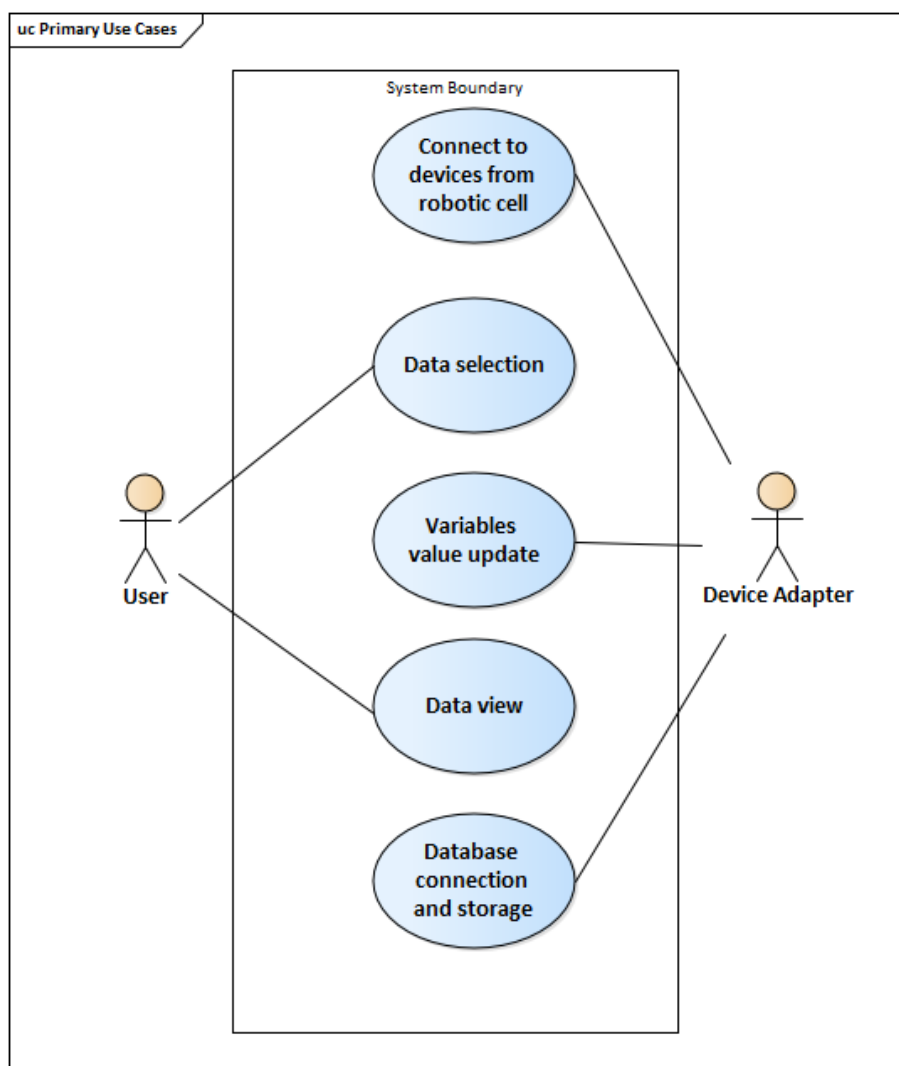 uc Primary Use Cases
System Boundary
Connect to
devices from
robotic cell
Data selection
Variables
value update
User
Device Adapter
Data view
Database
connection
and storage